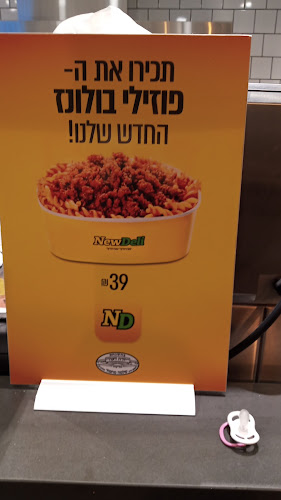 תכירו את ה-
פוזילי בולונז
החדש שלנו!
NewDeli
39 ₪
ND